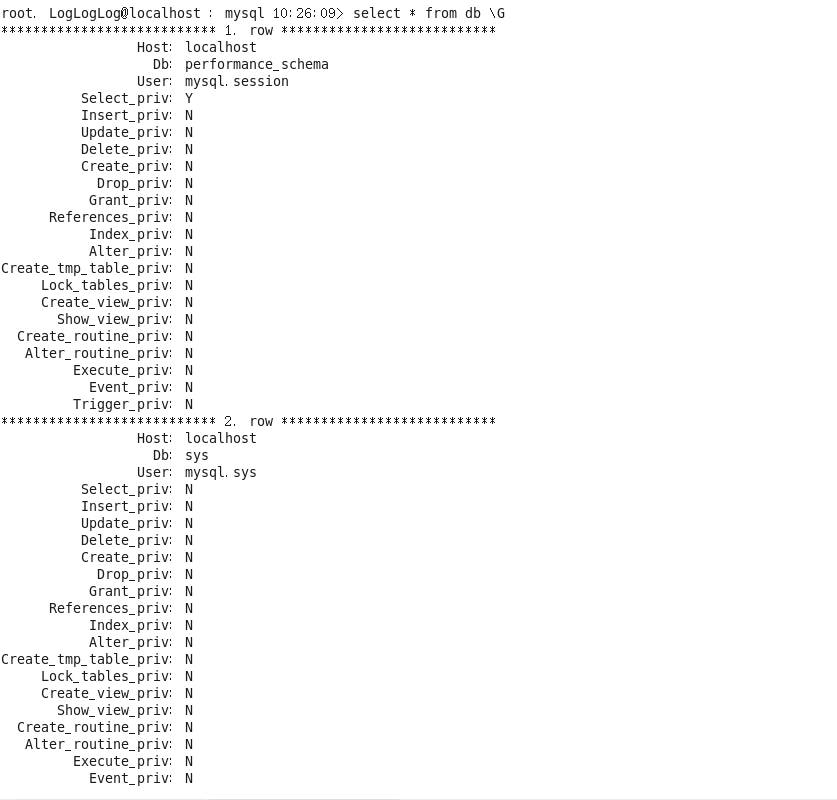 root. LogLogLog@localhost : mysql 10:26:09> select * from db \G
*************************** 1. row ***************************
Host: localhost
Db: performance_schema
User: mysql.session
Select_priv: Y
Insert_priv: N
Update_priv: N
Delete_priv: N
Create_priv: N
Drop_priv: N
Grant_priv: N
References_priv: N
Index_priv: N
Alter_priv: N
Create_tmp_table_priv: N
Lock_tables_priv: N
Create_view_priv: N
Show_view_priv: N
Create_routine_priv: N
Alter_routine_priv: N
Execute_priv: N
Event_priv: N
Trigger_priv: N
*************************** 2. row ***************************
Host: localhost
Db: sys
User: mysql.sys
Select_priv: N
Insert_priv: N
Update_priv: N
Delete_priv: N
Create_priv: N
Drop_priv: N
Grant_priv: N
References_priv: N
Index_priv: N
Alter_priv: N
Create_tmp_table_priv: N
Lock_tables_priv: N
Create_view_priv: N
Show_view_priv: N
Create_routine_priv: N
Alter_routine_priv: N
Execute_priv: N
Event_priv: N